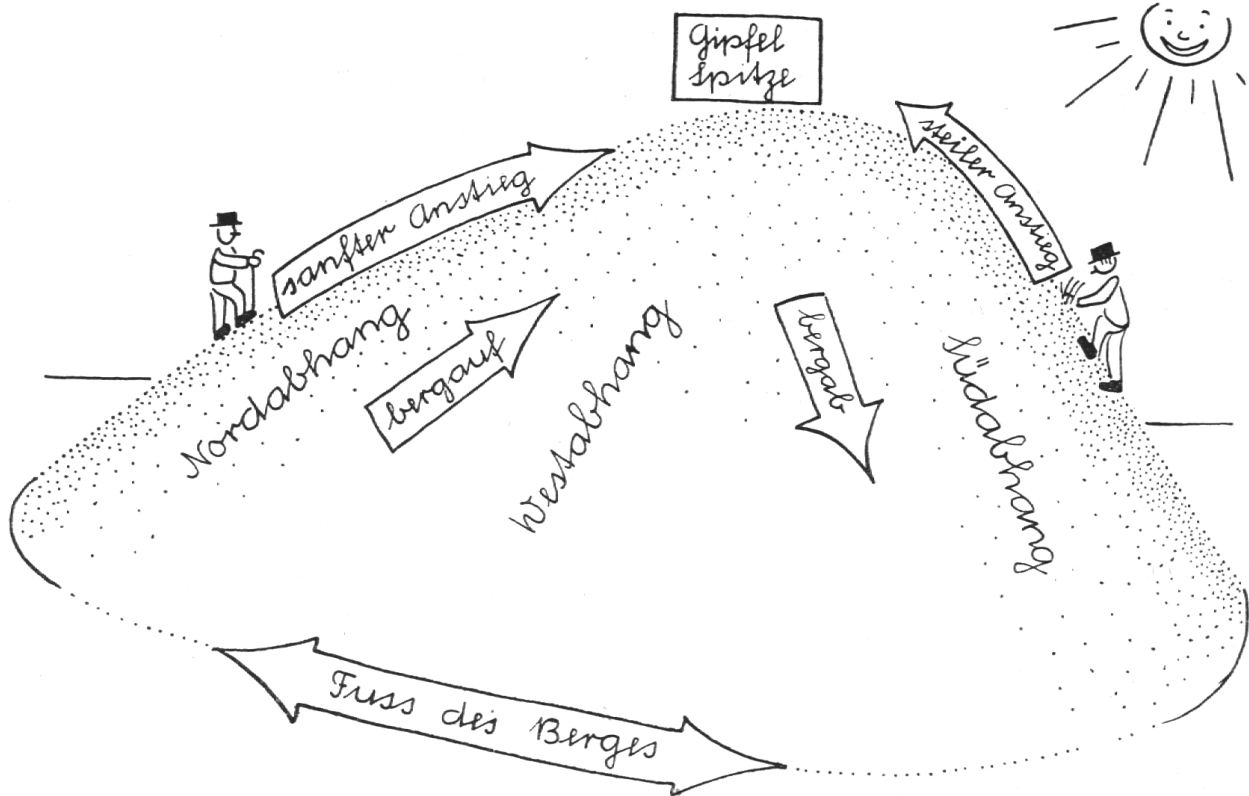 Gipfel
Spitze
steiler Anstieg
sanfter Anstieg
Nordabhang
bergauf
Westabhang
bergab
Südabhang
Fuss des Berges